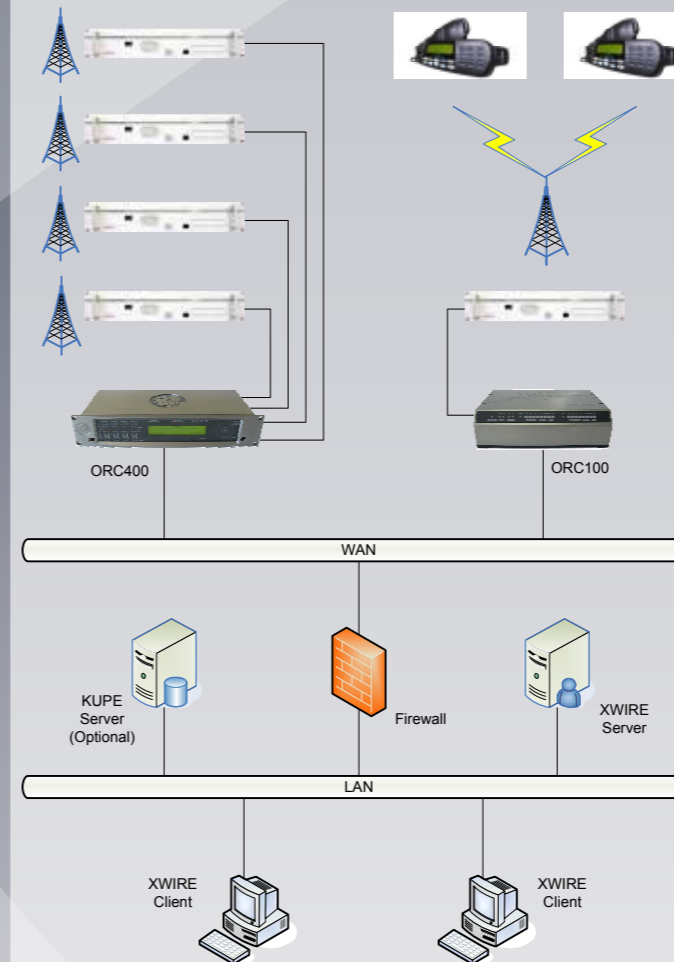 ORC400
ORC100
WAN
KUPE
Server
(Optional)
Firewall
XWIRE
Server
LAN
XWIRE
Client
XWIRE
Client